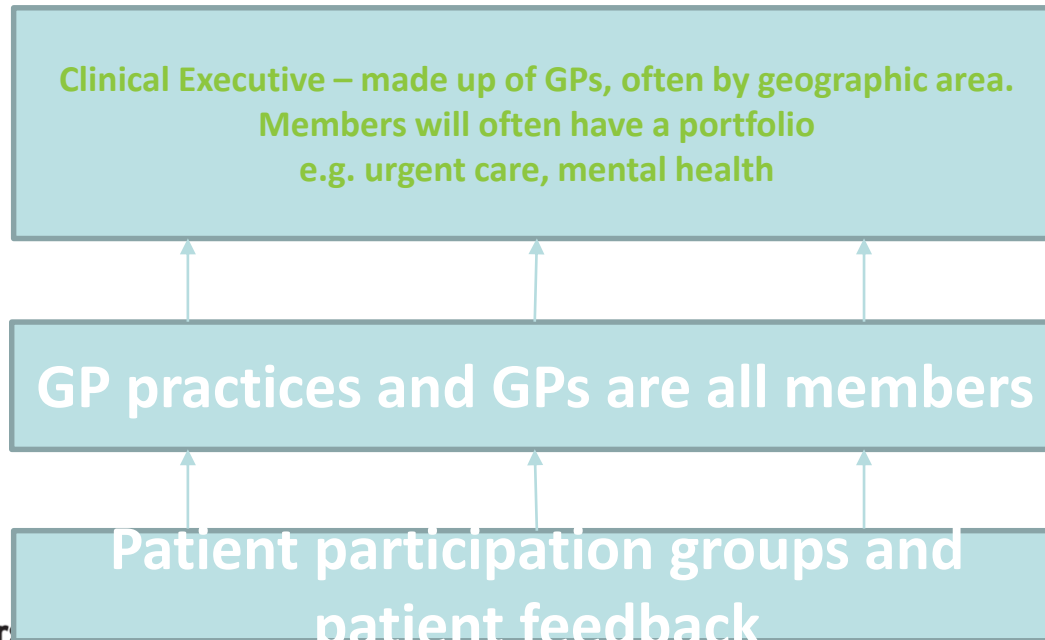 Clinical Executive – made up of GPs, often by geographic area.
Members will often have a portfolio
e.g. urgent care, mental health
GP practices and GPs are all members
Patient participation groups and
patient feedback